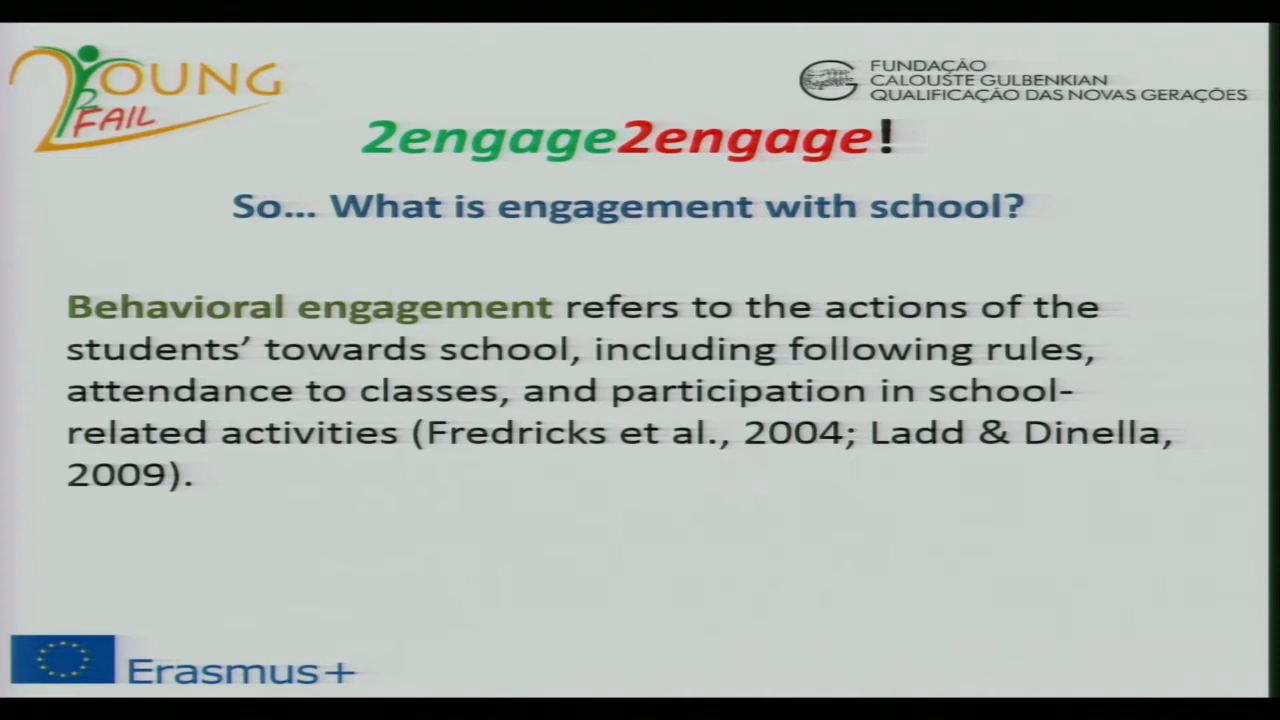 2YOUNG
2
FAIL
FUNDAÇÃO
CALOUSTE GULBENKIAN
QUALIFICAÇÃO DAS NOVAS GERAÇÕES
2engage2engage!
So... What is engagement with school?
Behavioral engagement refers to the actions of the
students’ towards school, including following rules,
attendance to classes, and participation in school-
related activities (Fredricks et al., 2004; Ladd & Dinella,
2009).
Erasmus+